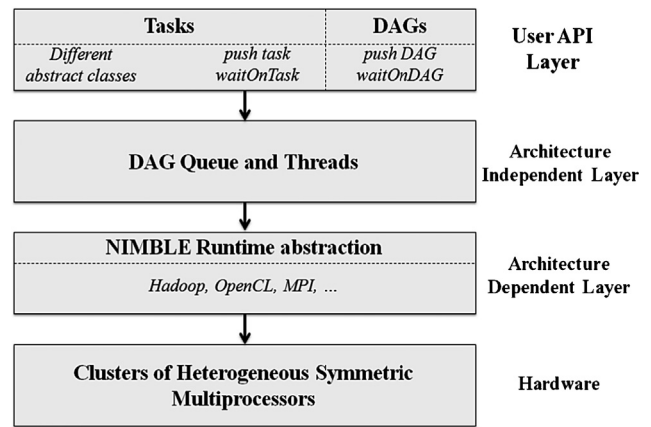 Tasks
DAGs
Different
abstract classes
push task
waitOnTask
push DAG
waitOnDAG
User API
Layer
DAG Queue and Threads
Architecture
Independent Layer
NIMBLE Runtime abstraction
Hadoop, OpenCL, MPI, ...
Architecture
Dependent Layer
Clusters of Heterogeneous Symmetric
Multiprocessors
Hardware